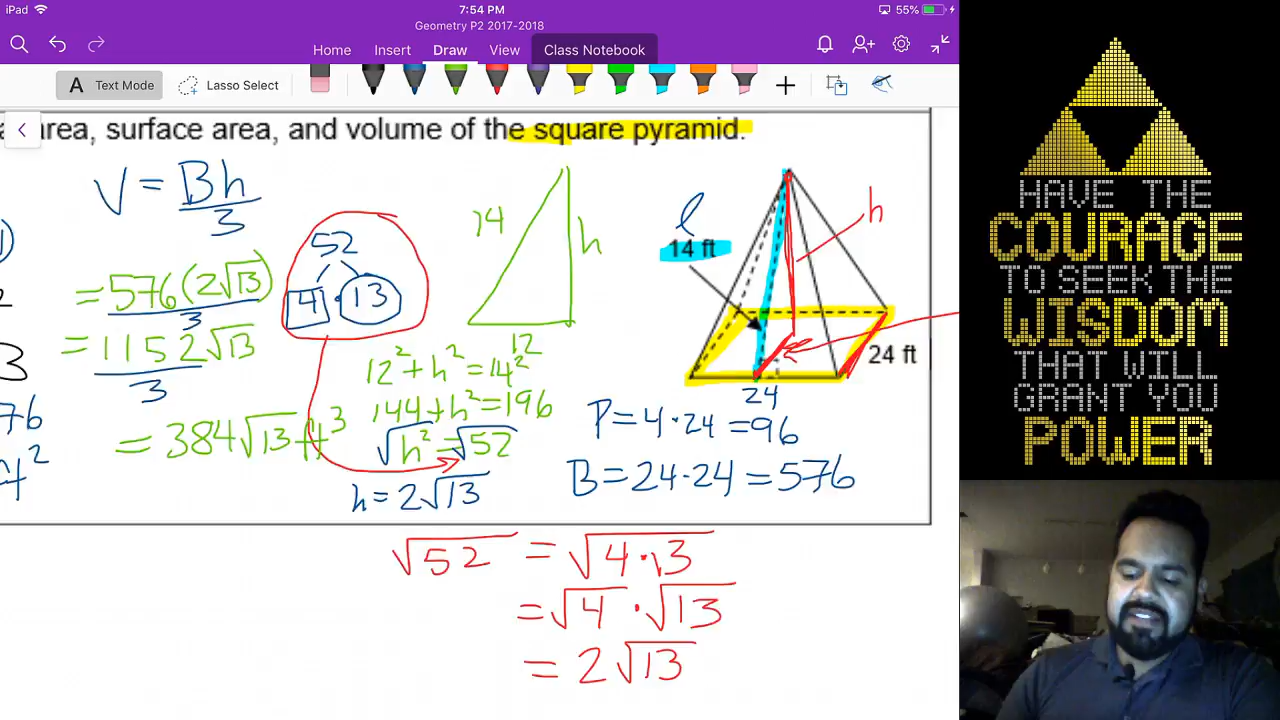 iPad
7:54 PM
55%
Geometry P2 2017-2018
Home Insert Draw View Class Notebook
A Text Mode Lasso Select
area, surface area, and volume of the square pyramid.
V = Bh/3
= 576(2√13)/3
= 1152√13/3
= 384√13 ft³
52
4 · 13
14
h
12
12² + h² = 14²
144 + h² = 196
√h² = √52
h = 2√13
l
14 ft
h
24 ft
24
P = 4 · 24 = 96
B = 24 · 24 = 576
3
76
ft²
√52 = √4·13
= √4 · √13
= 2√13
HAVE THE
COURAGE
TO SEEK THE
WISDOM
THAT WILL
GRANT YOU
POWER